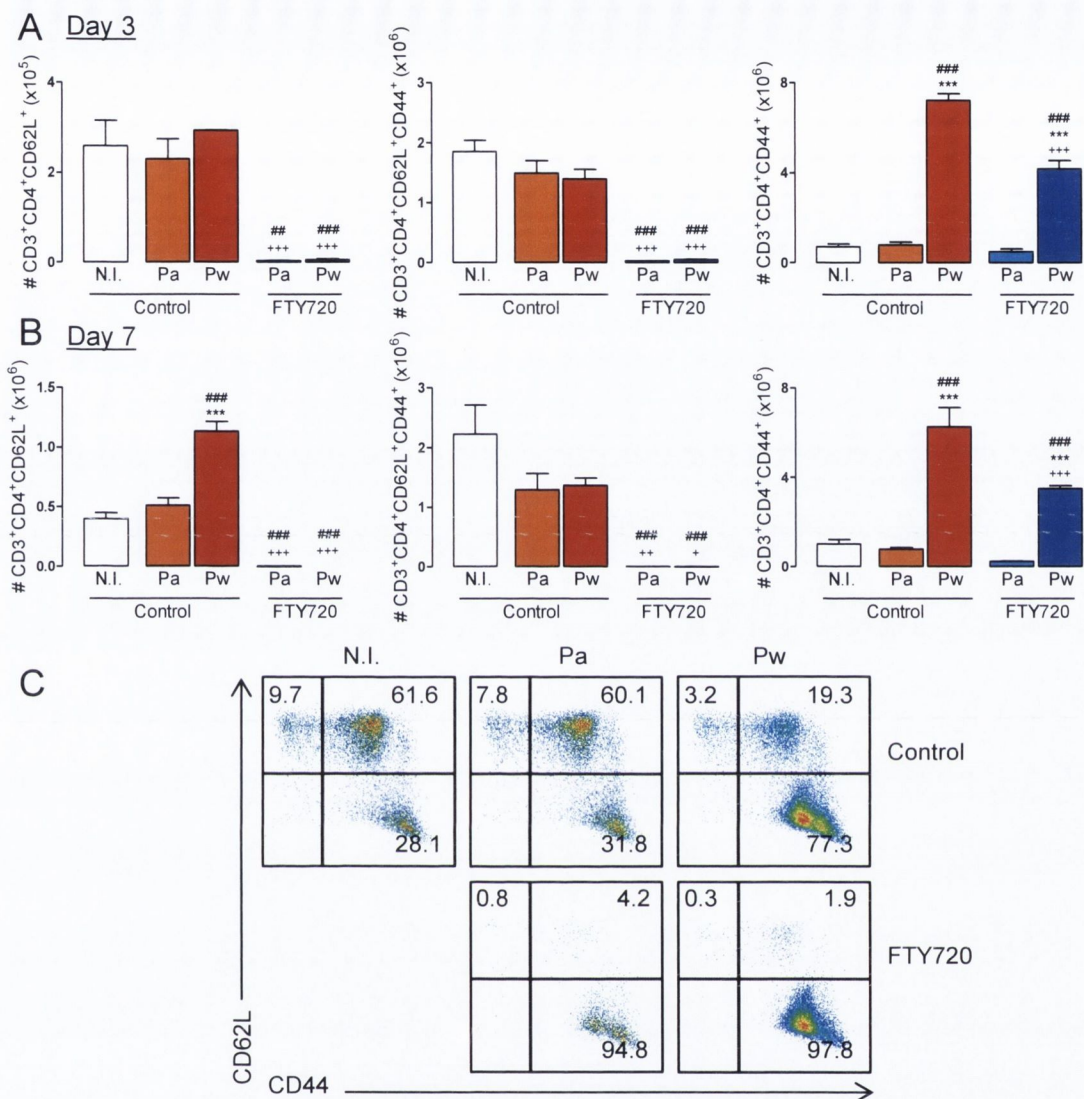 A Day 3
# CD3+CD4+CD62L+ (x10^5)
4
2
0
N.I. Pa Pw
Control
## +++
### +++
Pa Pw
FTY720
# CD3+CD4+CD62L+CD44+ (x10^6)
3
2
1
0
N.I. Pa Pw
Control
### +++
### +++
Pa Pw
FTY720
# CD3+CD4+CD44+ (x10^6)
8
4
0
### ***
### *** +++
N.I. Pa Pw
Control
Pa Pw
FTY720
B Day 7
# CD3+CD4+CD62L+ (x10^6)
1.5
1.0
0.5
0.0
### ***
N.I. Pa Pw
Control
### +++
### +++
Pa Pw
FTY720
# CD3+CD4+CD62L+CD44+ (x10^6)
3
2
1
0
N.I. Pa Pw
Control
### ++
### +
Pa Pw
FTY720
# CD3+CD4+CD44+ (x10^6)
8
4
0
### ***
### *** +++
N.I. Pa Pw
Control
Pa Pw
FTY720
C
N.I. Pa Pw
9.7 61.6 7.8 60.1 3.2 19.3
Control
28.1 31.8 77.3
0.8 4.2 0.3 1.9
FTY720
94.8 97.8
CD62L
CD44